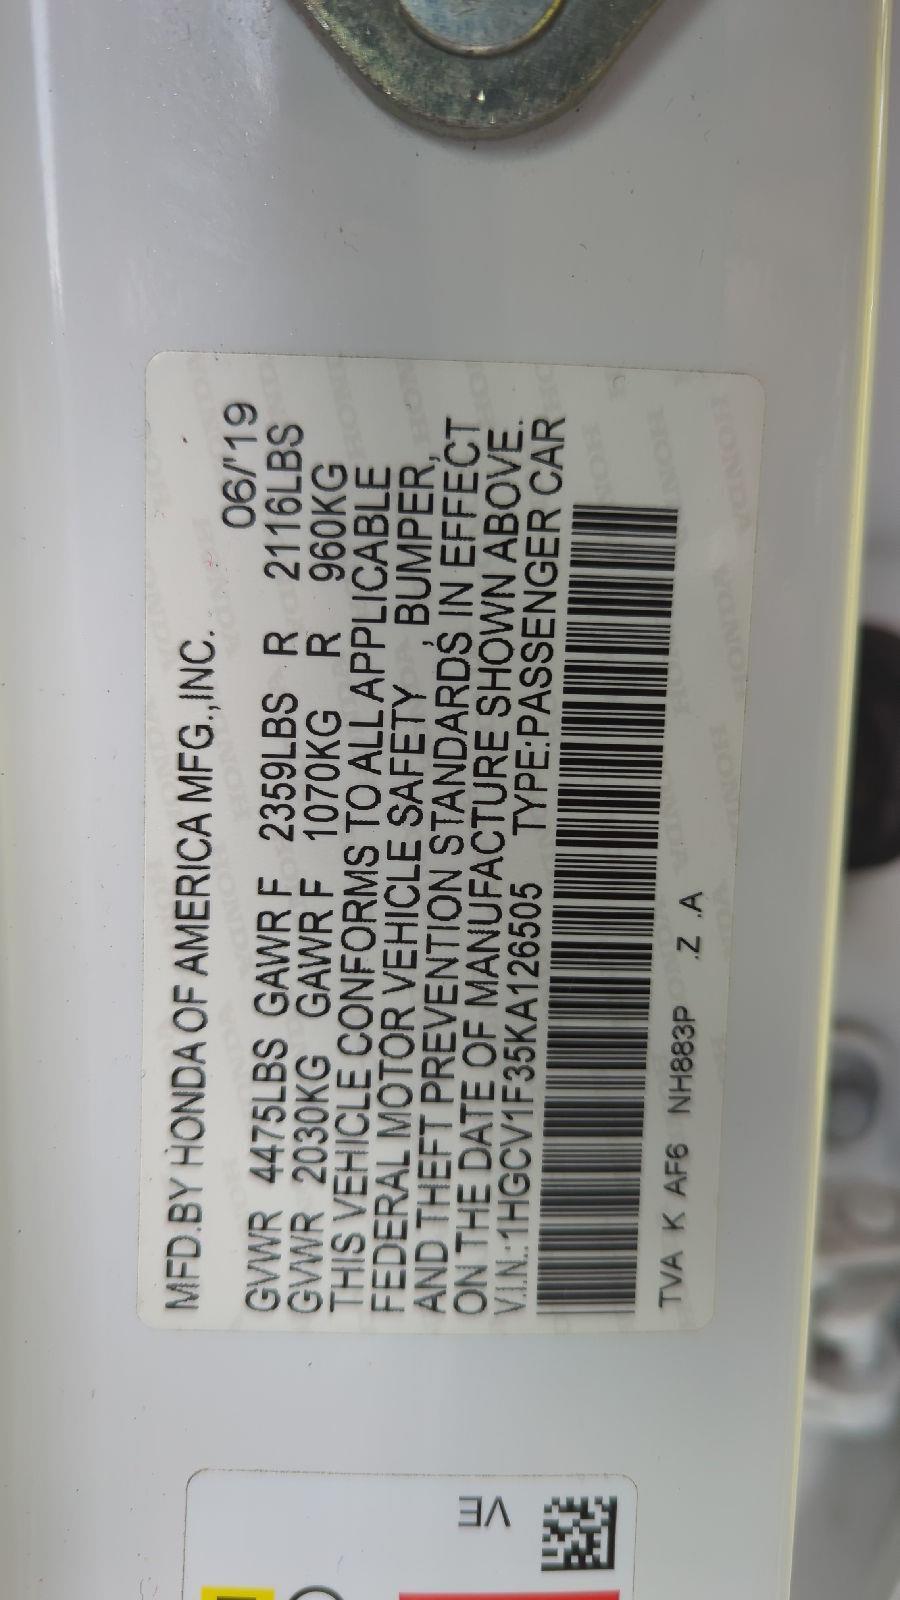 MFD.BY HONDA OF AMERICA MFG.,INC.
06/'19
GVWR 4475LBS GAWR F 2359LBS R 2116LBS
GVWR 2030KG GAWR F 1070KG R 960KG
THIS VEHICLE CONFORMS TO ALL APPLICABLE
FEDERAL MOTOR VEHICLE SAFETY, BUMPER,
AND THEFT PREVENTION STANDARDS IN EFFECT
ON THE DATE OF MANUFACTURE SHOWN ABOVE.
V.I.N.:1HGCV1F35KA126505 TYPE:PASSENGER CAR
TVA K AF6 NH883P .Z .A
VE